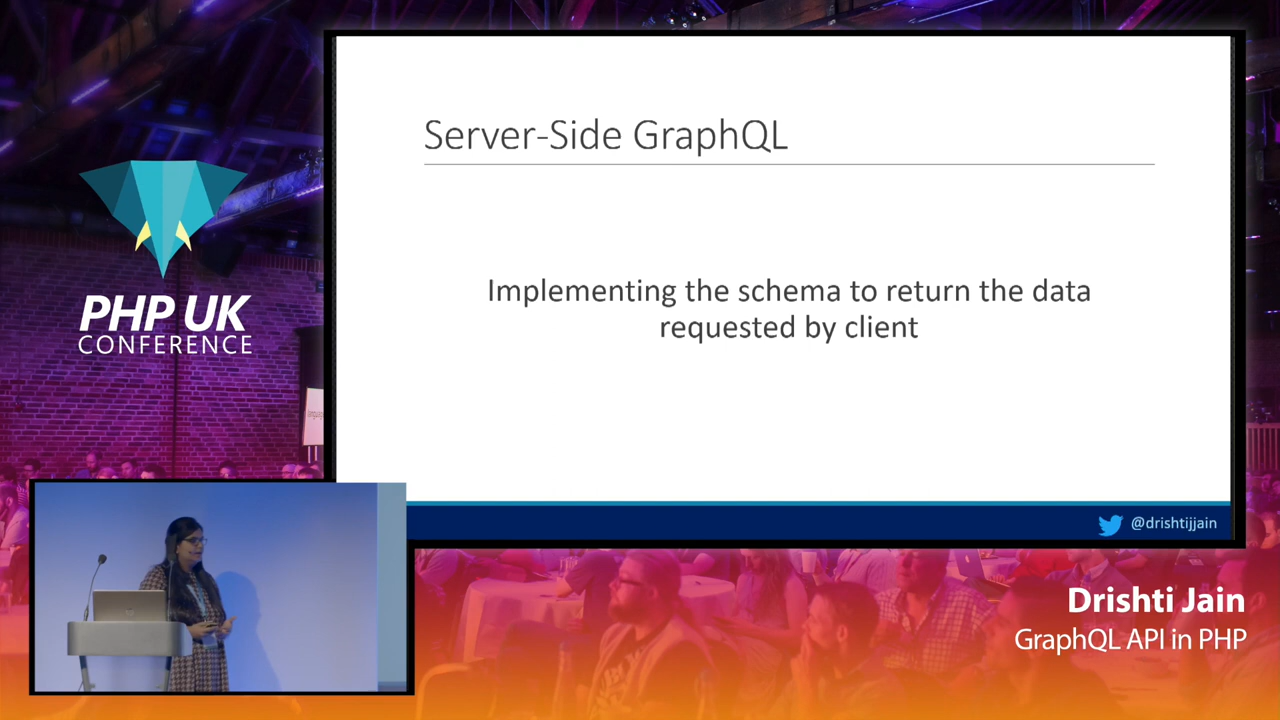 Server-Side GraphQL
Implementing the schema to return the data
requested by client
@drishtijjain
PHP UK
CONFERENCE
Drishti Jain
GraphQL API in PHP